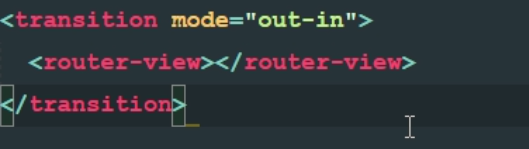 <transition mode="out-in">
<router-view></router-view>
</transition>